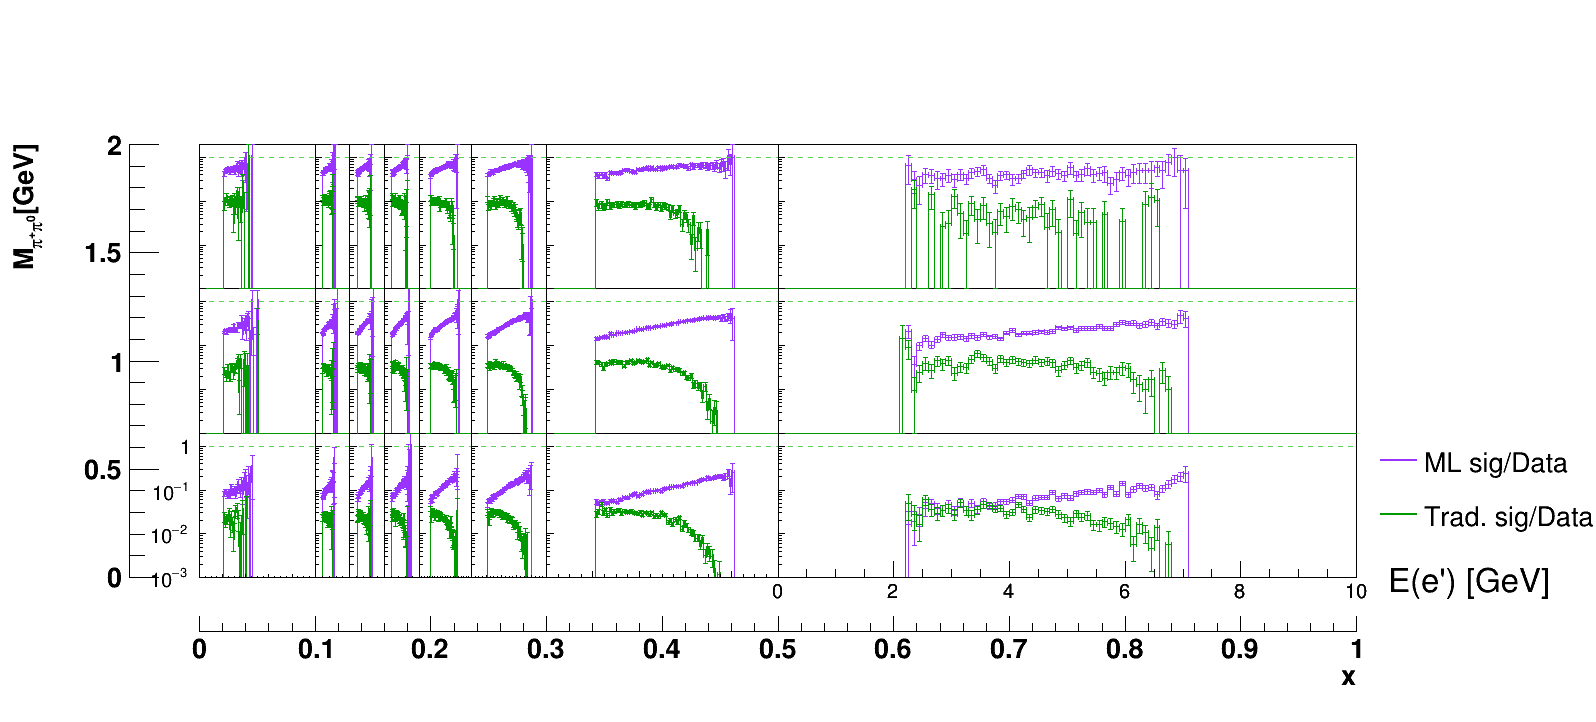 M π⁺π⁰ [GeV]
2
1.5
1
0.5
0
1
10⁻¹
10⁻²
10⁻³
ML sig/Data
Trad. sig/Data
0 2 4 6 8 10
E(e') [GeV]
0 0.1 0.2 0.3 0.4 0.5 0.6 0.7 0.8 0.9 1
x